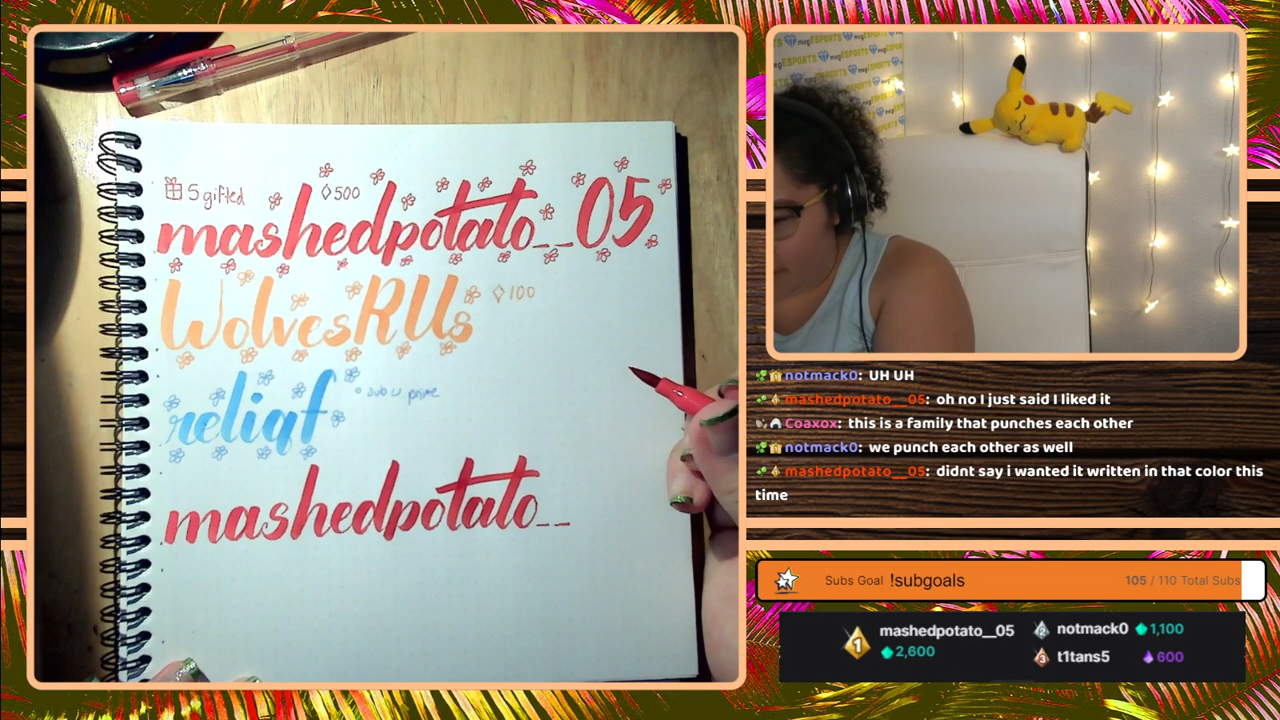 5 gifted ◊500
mashedpotato__05
WolvesRUs ◊100
reliqf
sub w prime
mashedpotato__
ESPORTS
notmack0: UH UH
mashedpotato__05: oh no I just said I liked it
Coaxox: this is a family that punches each other
notmack0: we punch each other as well
mashedpotato__05: didnt say i wanted it written in that color this
time
Subs Goal !subgoals 105 / 110 Total Subs
1 mashedpotato__05 2,600
2 notmack0 1,100
3 t1tans5 600